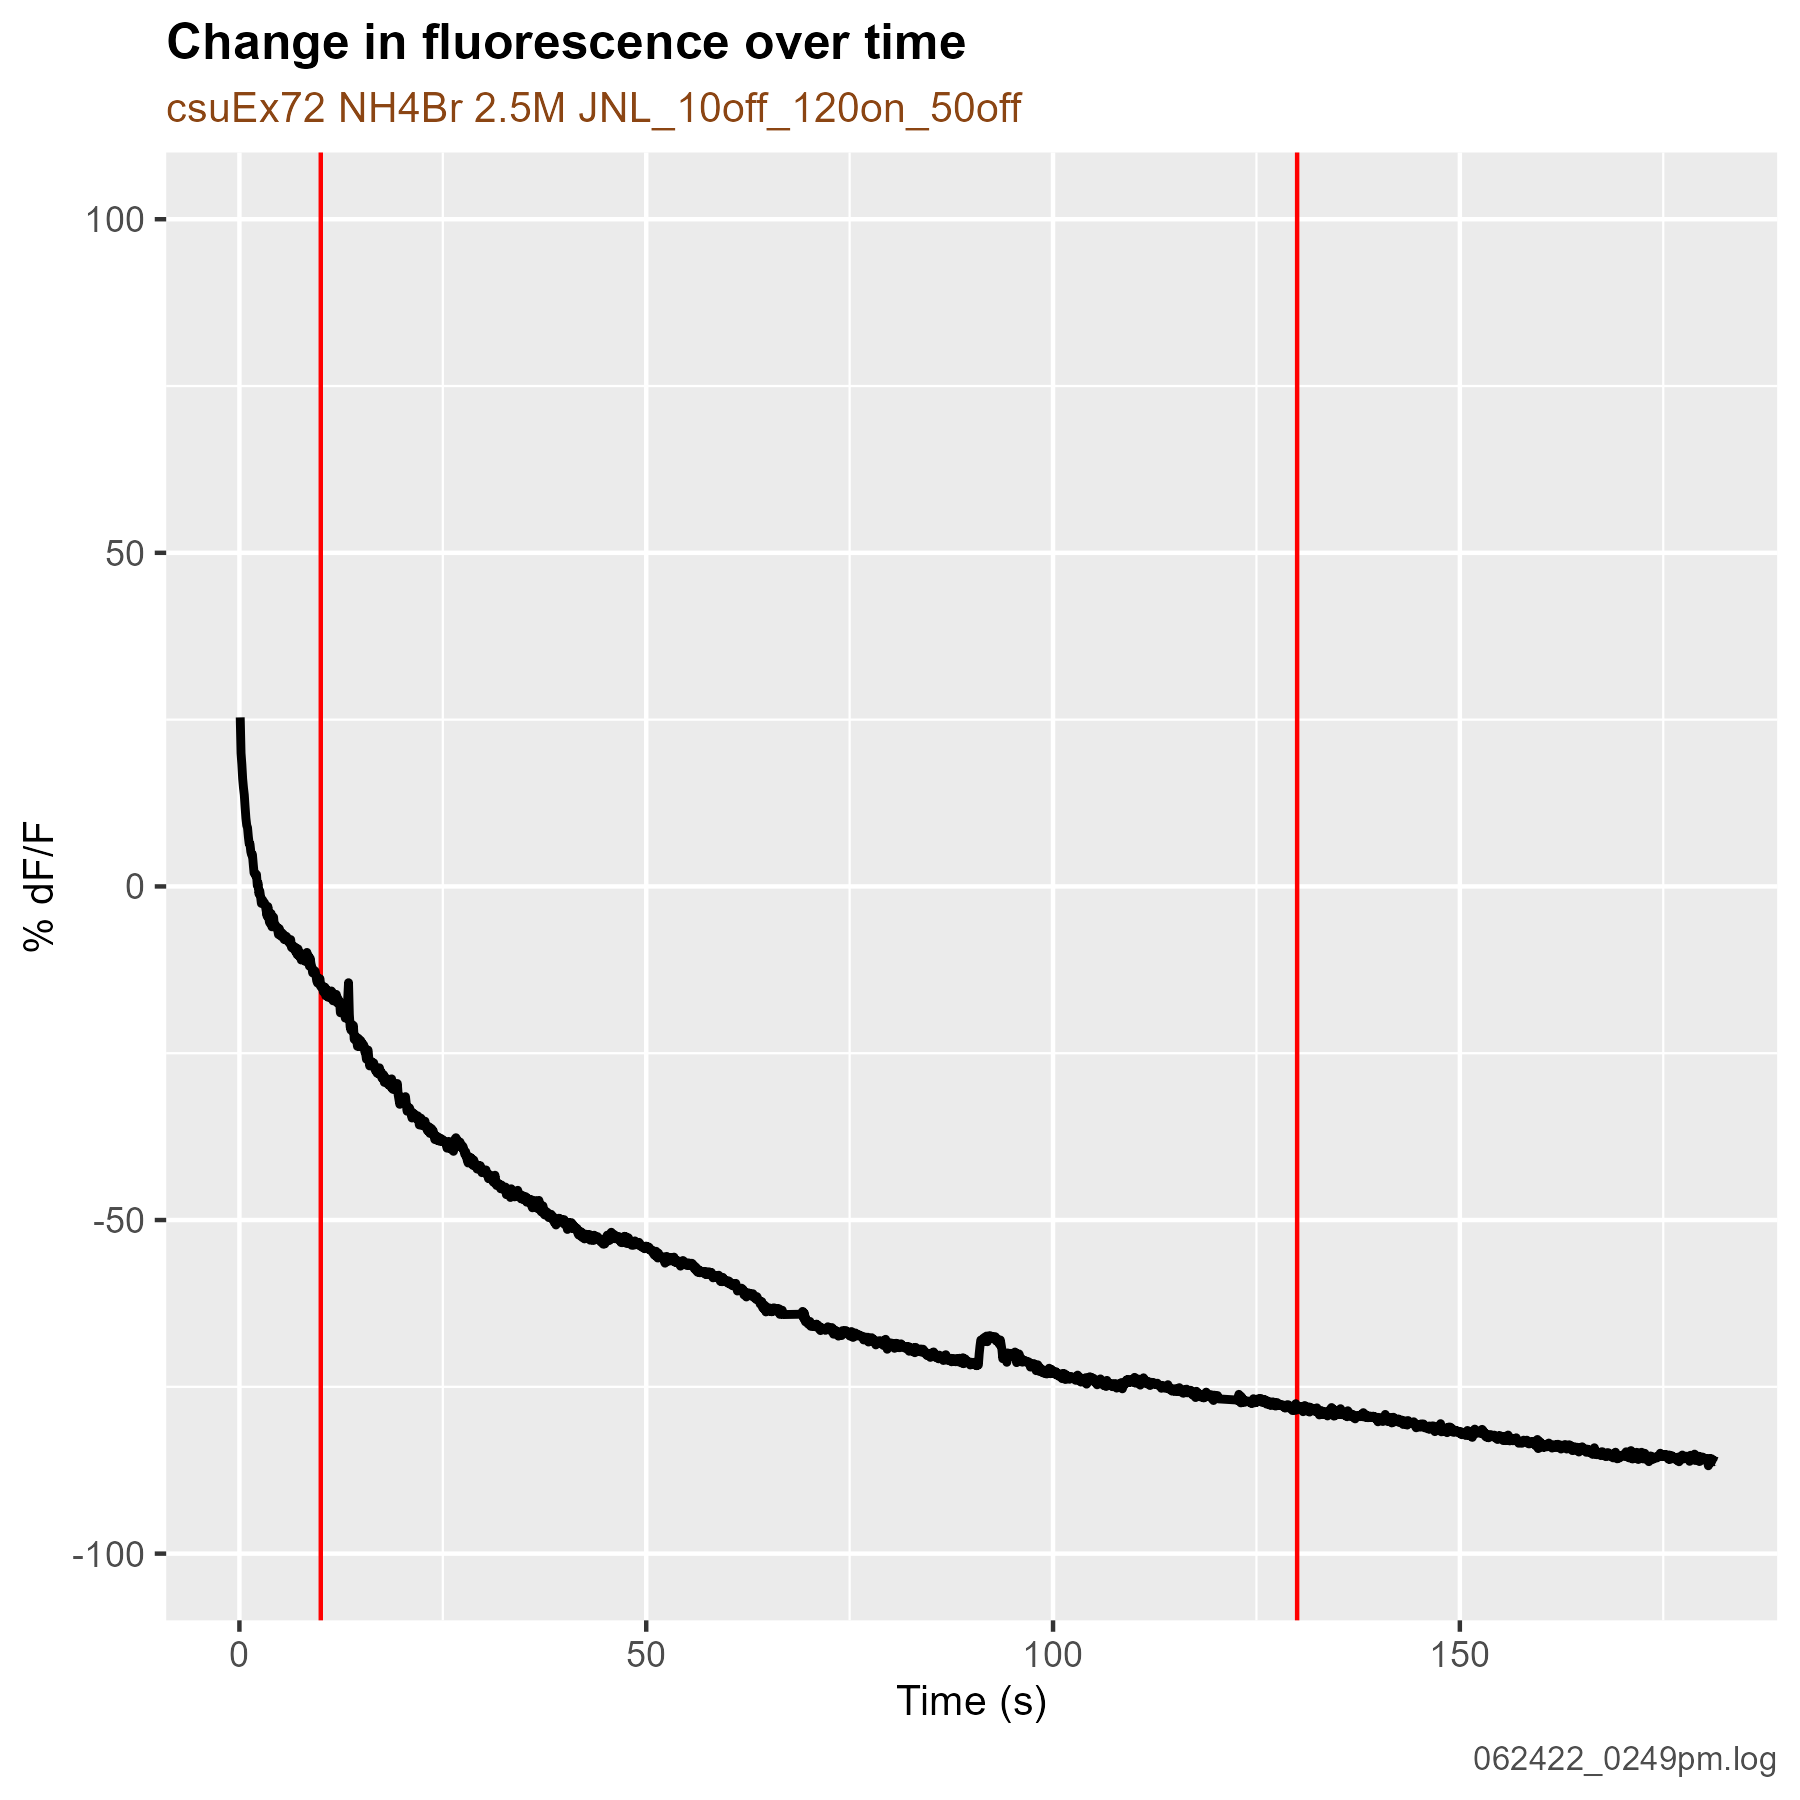 Change in fluorescence over time
csuEx72 NH4Br 2.5M JNL_10off_120on_50off
100
50
0
-50
-100
% dF/F
0 50 100 150
Time (s)
062422_0249pm.log